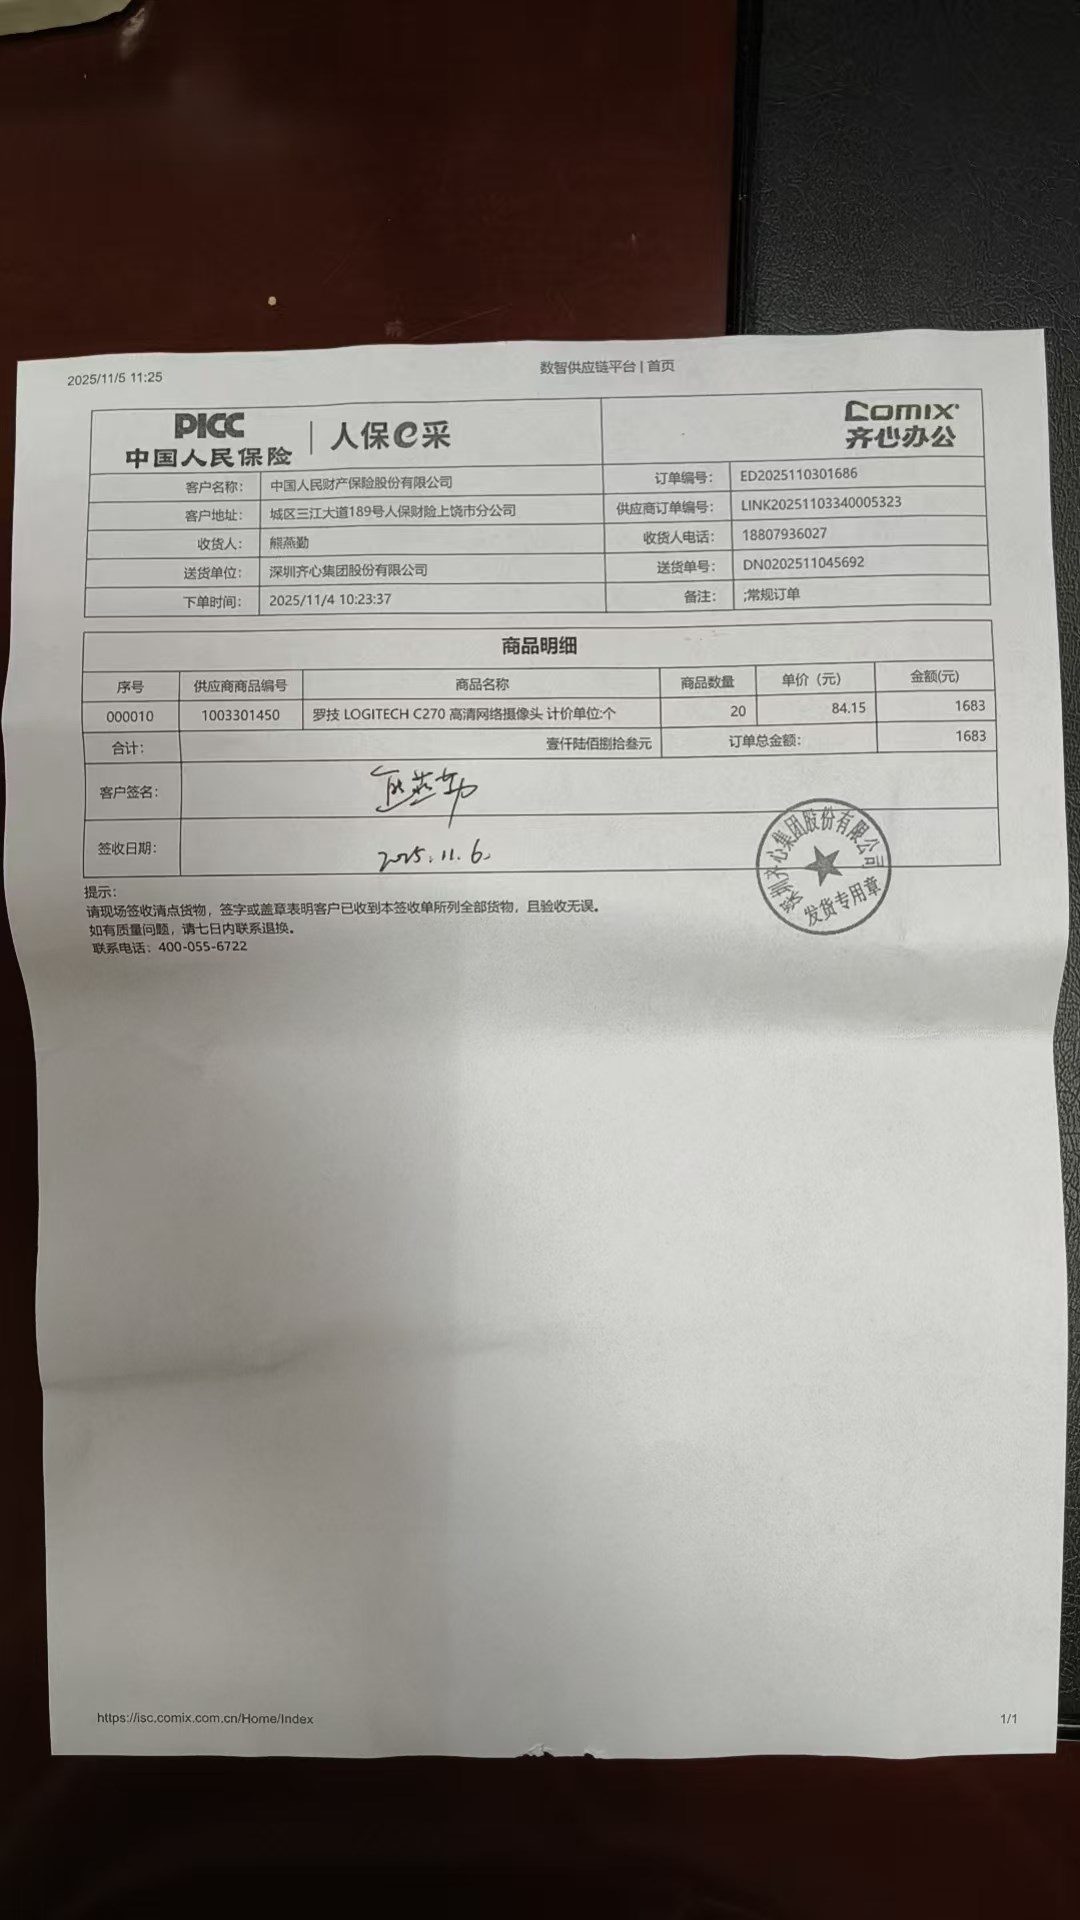 2025/11/5 11:25
数智供应链平台 | 首页
PICC
中国人民保险
人保e采
Comix
齐心办公
客户名称： 中国人民财产保险股份有限公司 订单编号： ED2025110301686
客户地址： 城区三江大道189号人保财险上饶市分公司 供应商订单编号： LINK20251103340005323
收货人： 熊燕勤 收货人电话： 18807936027
送货单位： 深圳齐心集团股份有限公司 送货单号： DN0202511045692
下单时间： 2025/11/4 10:23:37 备注： ;常规订单
商品明细
序号 供应商商品编号 商品名称 商品数量 单价（元） 金额(元)
000010 1003301450 罗技 LOGITECH C270 高清网络摄像头 计价单位:个 20 84.15 1683
合计： 壹仟陆佰捌拾叁元 订单总金额： 1683
客户签名： 熊燕勤
签收日期： 2025.11.6.
深圳齐心集团股份有限公司
发货专用章
提示：
请现场签收清点货物，签字或盖章表明客户已收到本签收单所列全部货物，且验收无误。
如有质量问题，请七日内联系退换。
联系电话：400-055-6722
https://isc.comix.com.cn/Home/Index
1/1